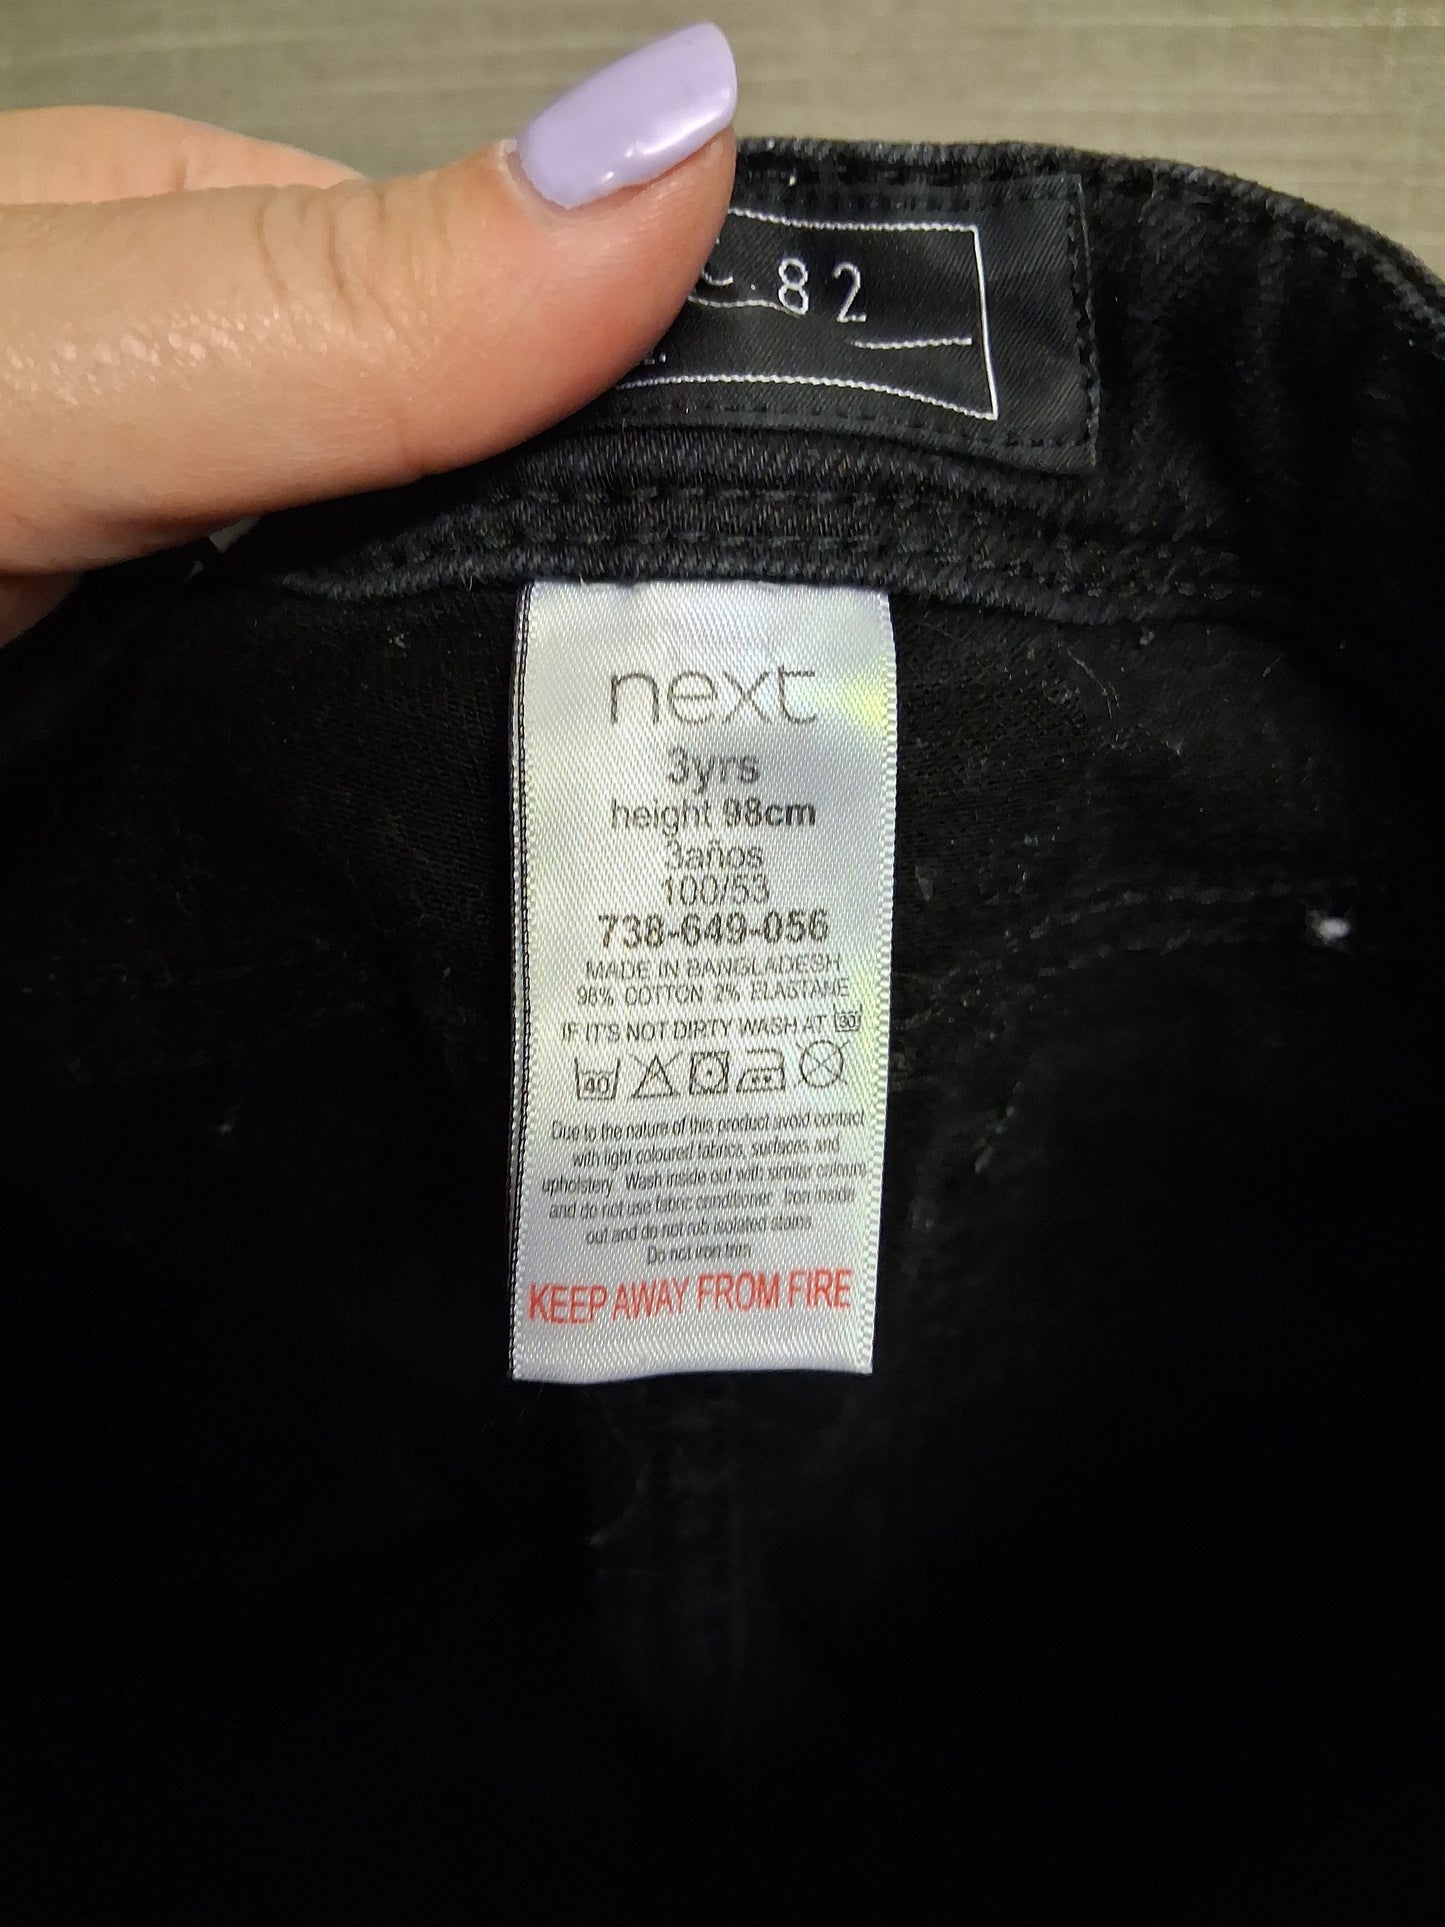 82
next
3yrs
height 98cm
3años
100/53
738-649-056
MADE IN BANGLADESH
98% COTTON 2% ELASTANE
IF IT'S NOT DIRTY WASH AT 30
40
Due to the nature of this product avoid contact
with light coloured fabrics, surfaces and
upholstery. Wash inside out with similar colours
and do not use fabric conditioner. Iron inside
out and do not rub isolated stains.
Do not iron trim
KEEP AWAY FROM FIRE